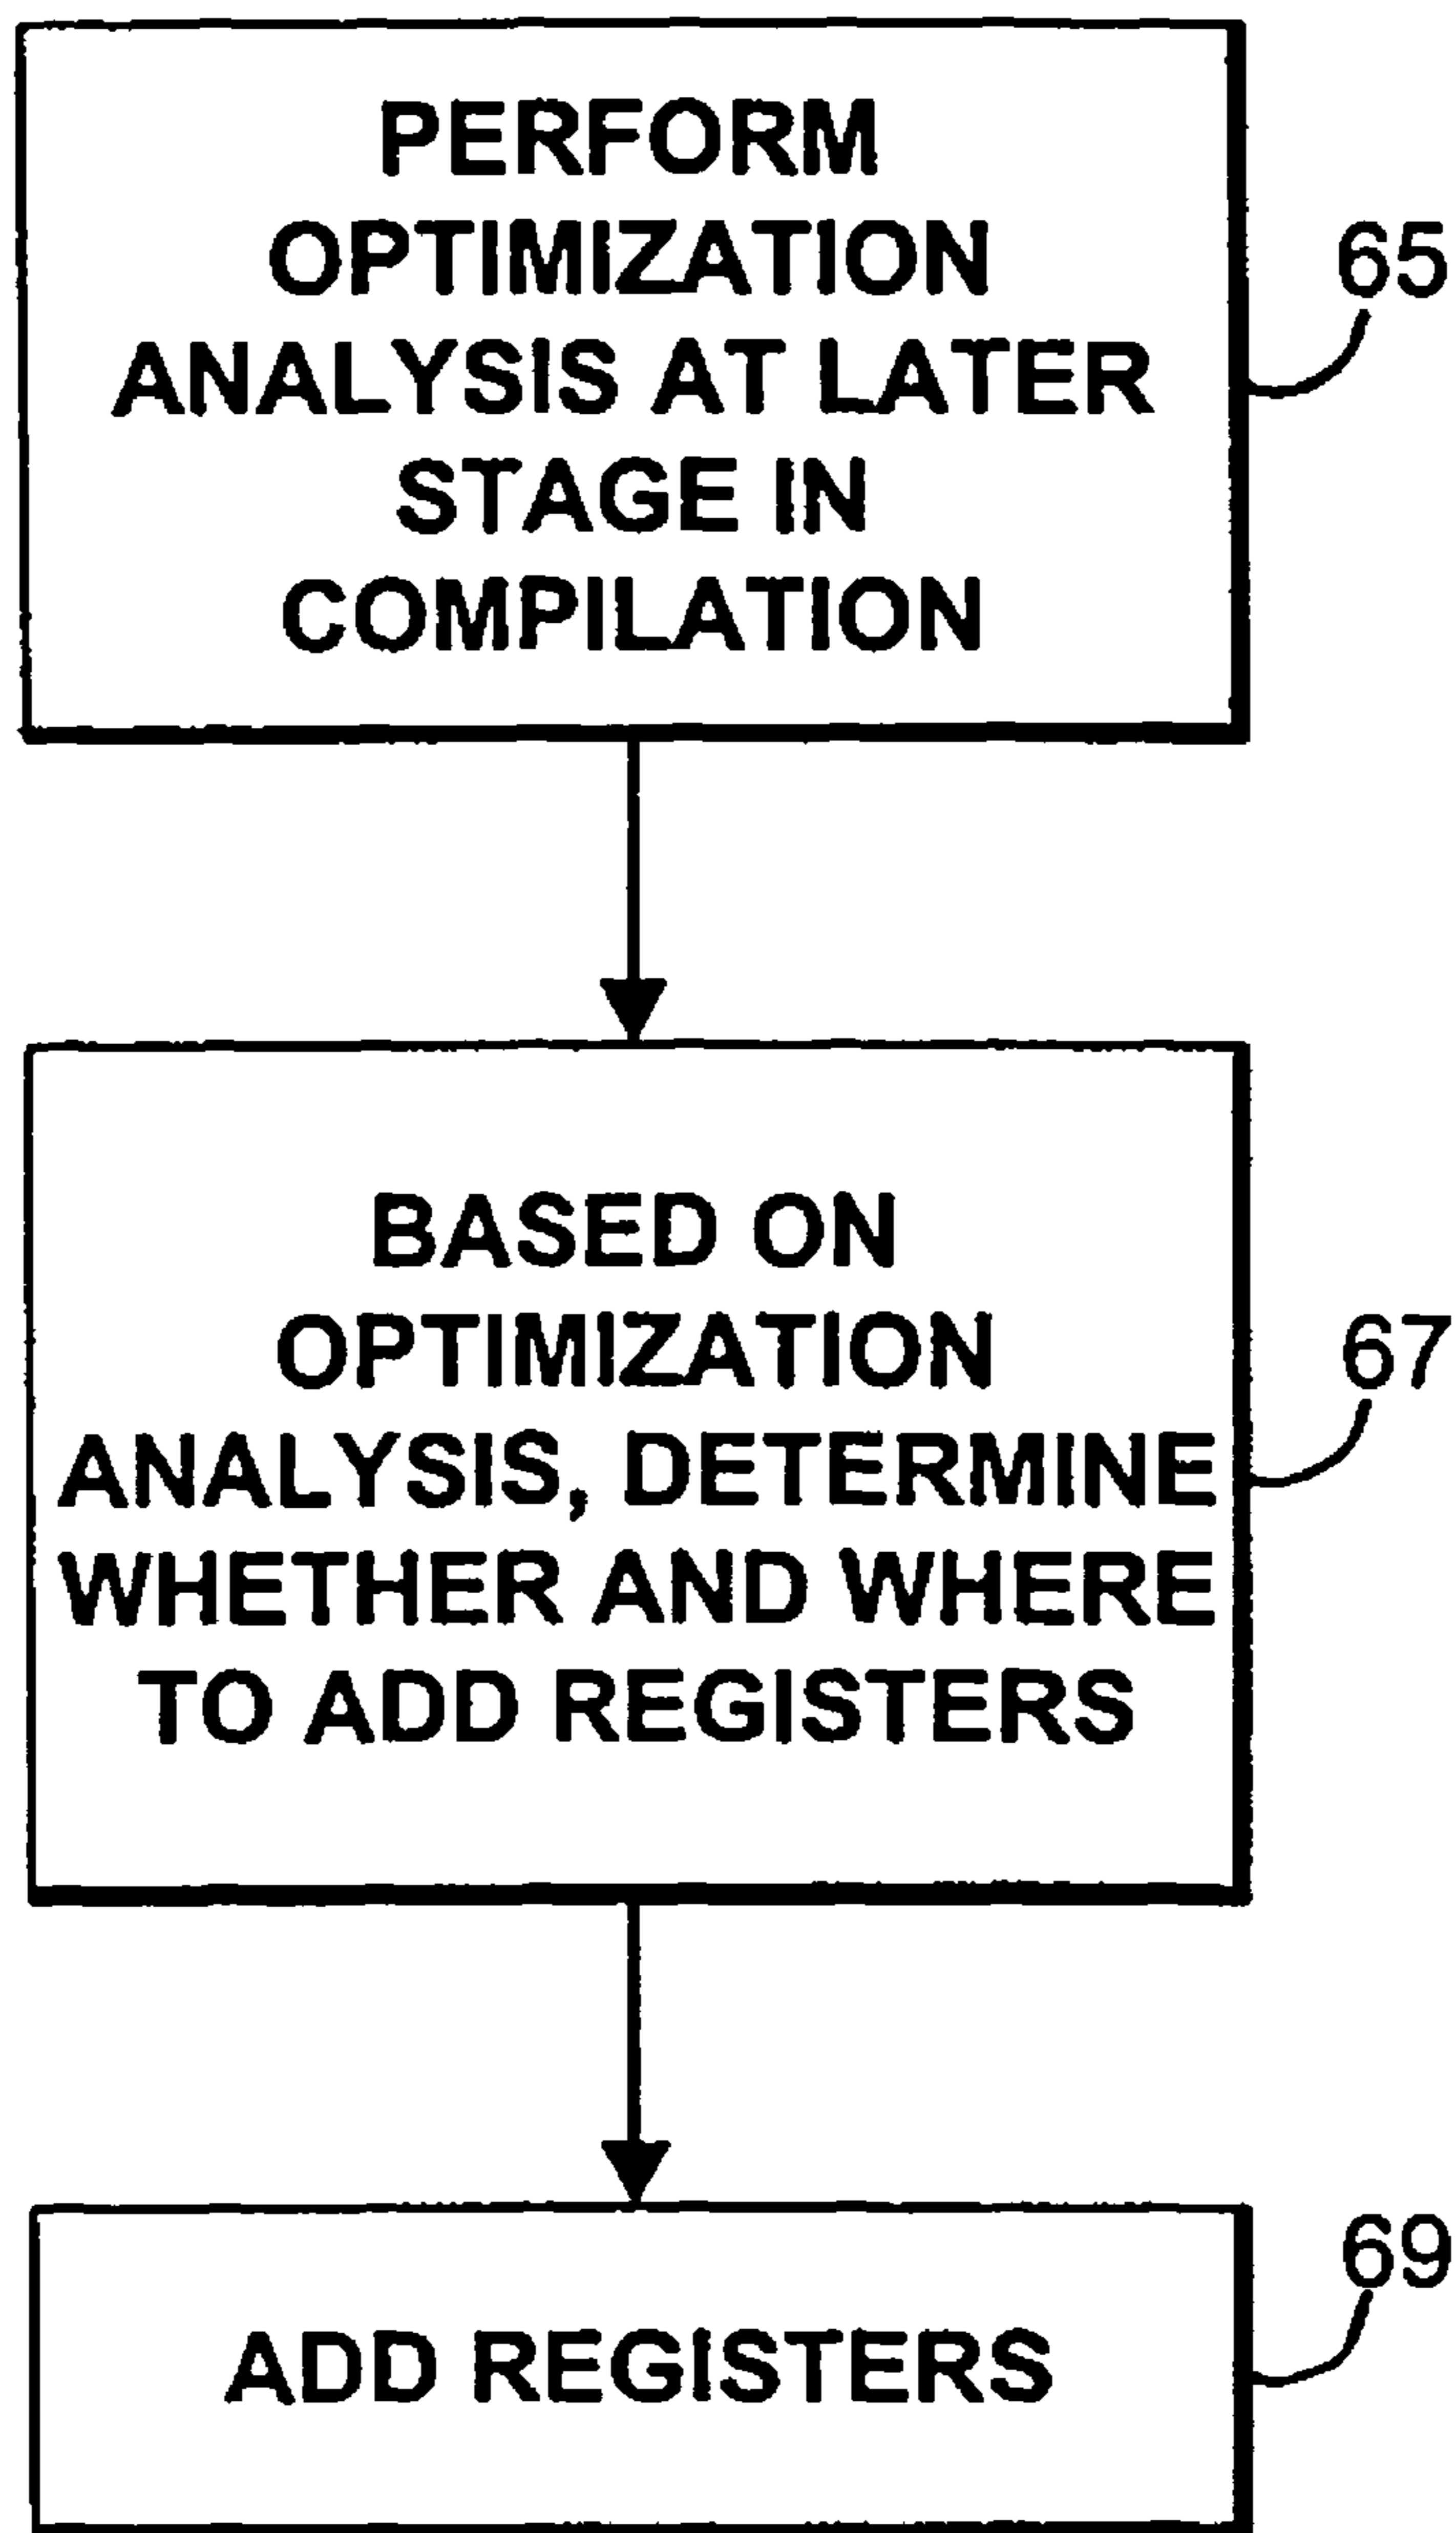 PERFORM
OPTIMIZATION
ANALYSIS AT LATER
STAGE IN
COMPILATION
65
BASED ON
OPTIMIZATION
ANALYSIS, DETERMINE
WHETHER AND WHERE
TO ADD REGISTERS
67
ADD REGISTERS
69